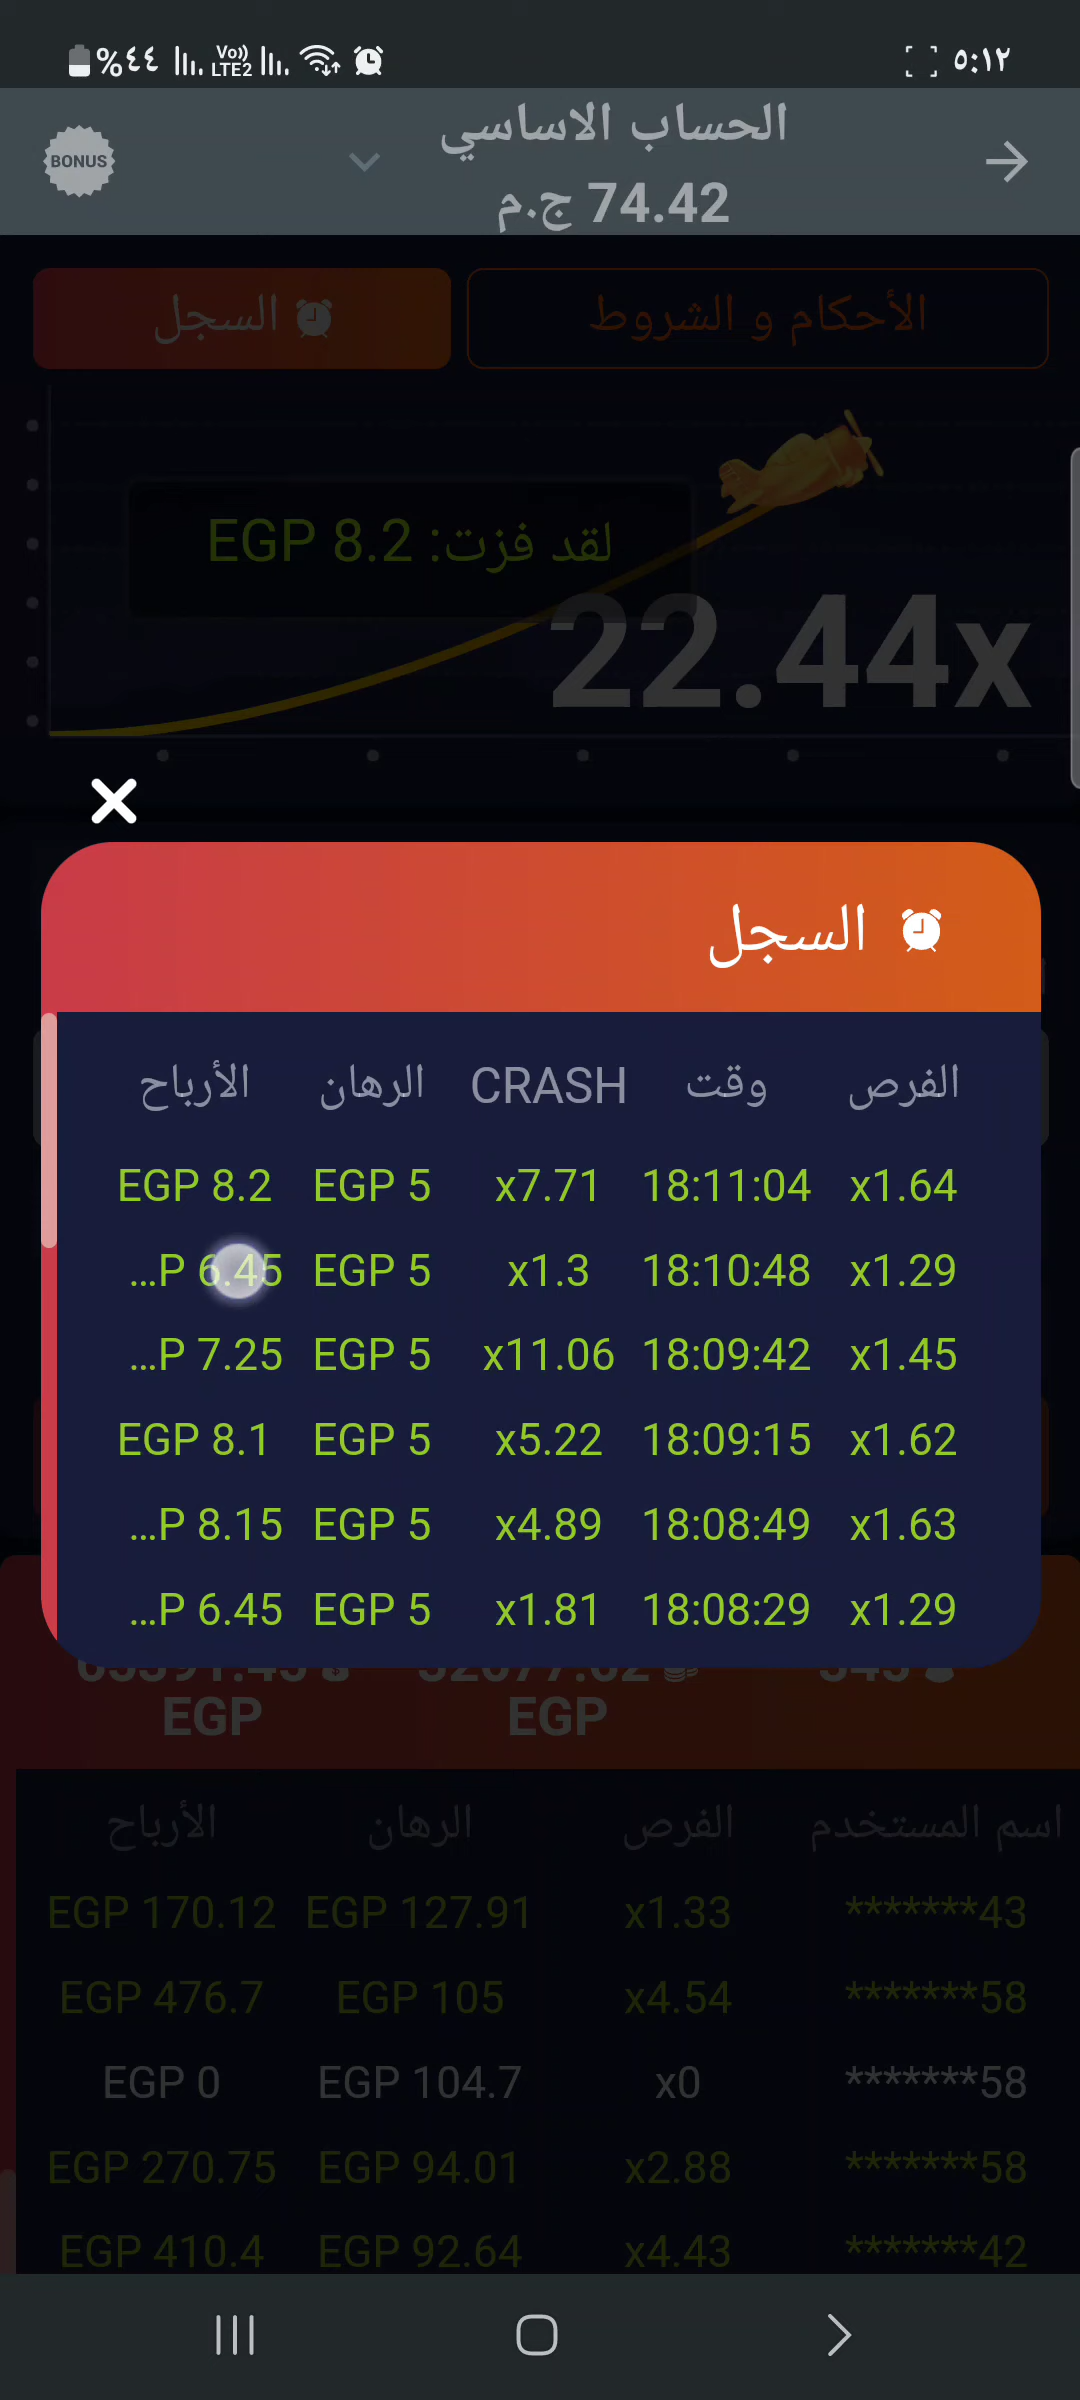 %٤٤ Vo)) LTE2 ٥:١٢
الحساب الاساسي
74.42 ج.م
BONUS
الأحكام و الشروط
السجل
لقد فزت: EGP 8.2
22.44x
السجل
الفرص وقت CRASH الرهان الأرباح
x1.64 18:11:04 x7.71 EGP 5 EGP 8.2
x1.29 18:10:48 x1.3 EGP 5 ...P 6.45
x1.45 18:09:42 x11.06 EGP 5 ...P 7.25
x1.62 18:09:15 x5.22 EGP 5 EGP 8.1
x1.63 18:08:49 x4.89 EGP 5 ...P 8.15
x1.29 18:08:29 x1.81 EGP 5 ...P 6.45
EGP EGP
اسم المستخدم الفرص الرهان الأرباح
*******43 x1.33 EGP 127.91 EGP 170.12
*******58 x4.54 EGP 105 EGP 476.7
*******58 x0 EGP 104.7 EGP 0
*******58 x2.88 EGP 94.01 EGP 270.75
*******42 x4.43 EGP 92.64 EGP 410.4